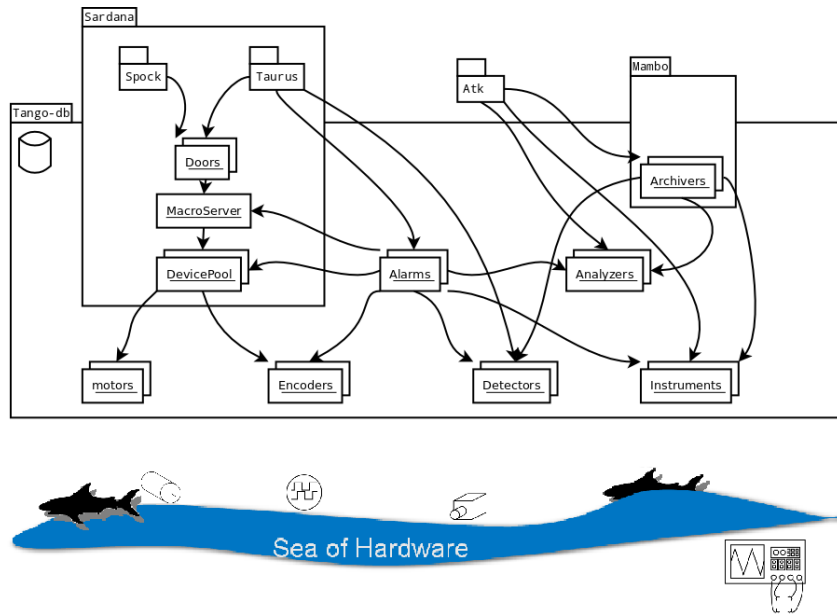 Sardana
Spock
Taurus
Atk
Mambo
Tango-db
Doors
Archivers
MacroServer
DevicePool
Alarms
Analyzers
motors
Encoders
Detectors
Instruments
Sea of Hardware